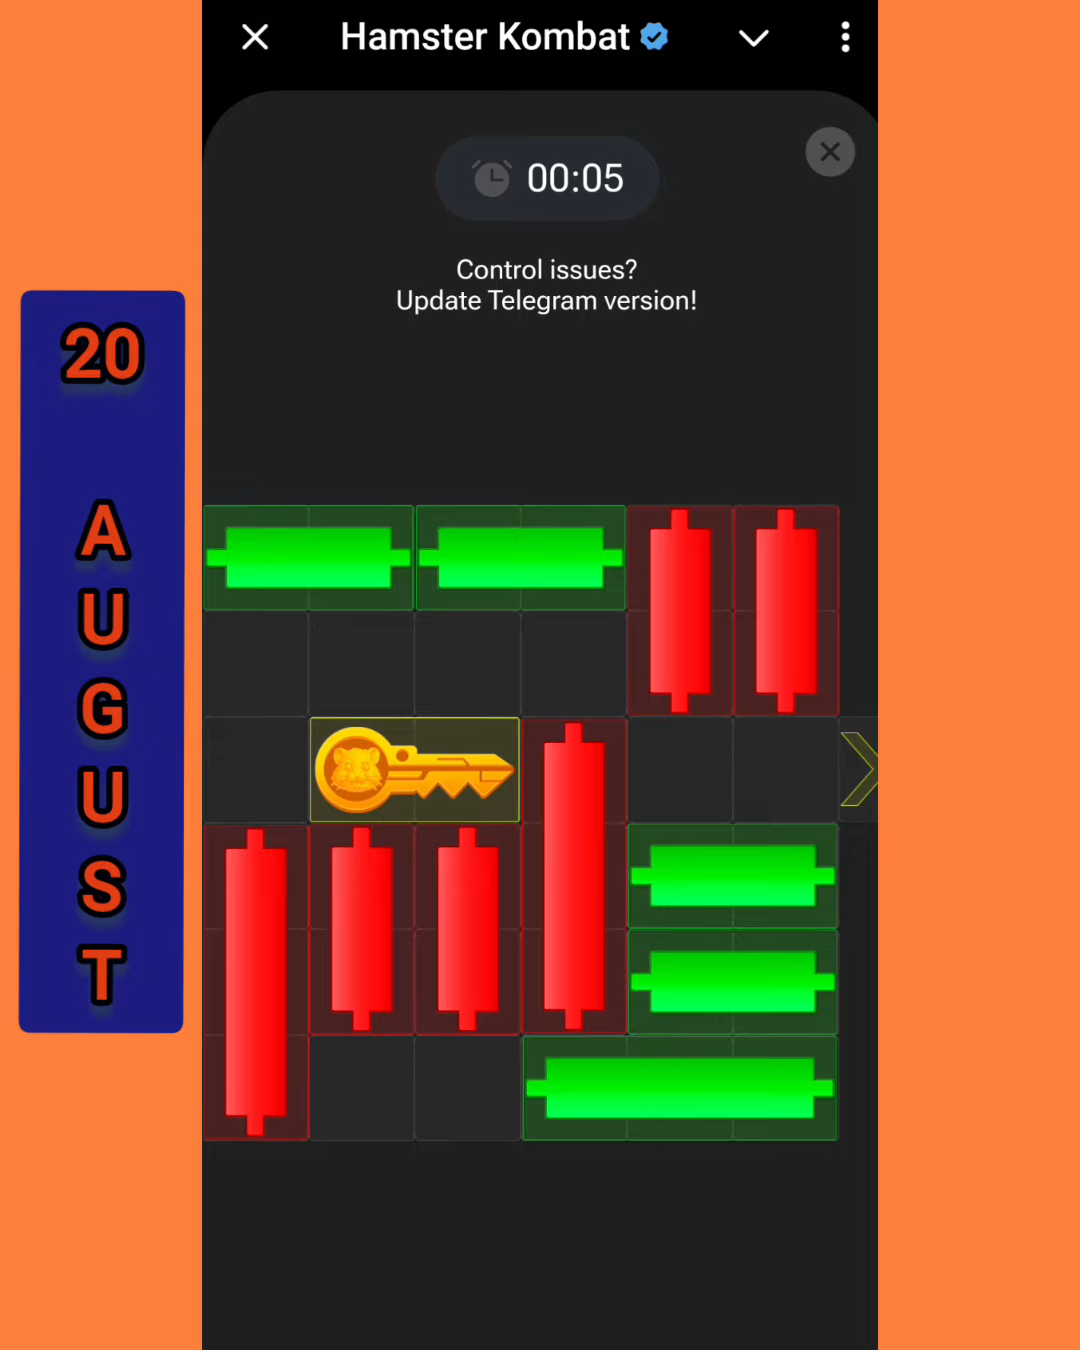 Hamster Kombat
00:05
Control issues?
Update Telegram version!
20
A
U
G
U
S
T